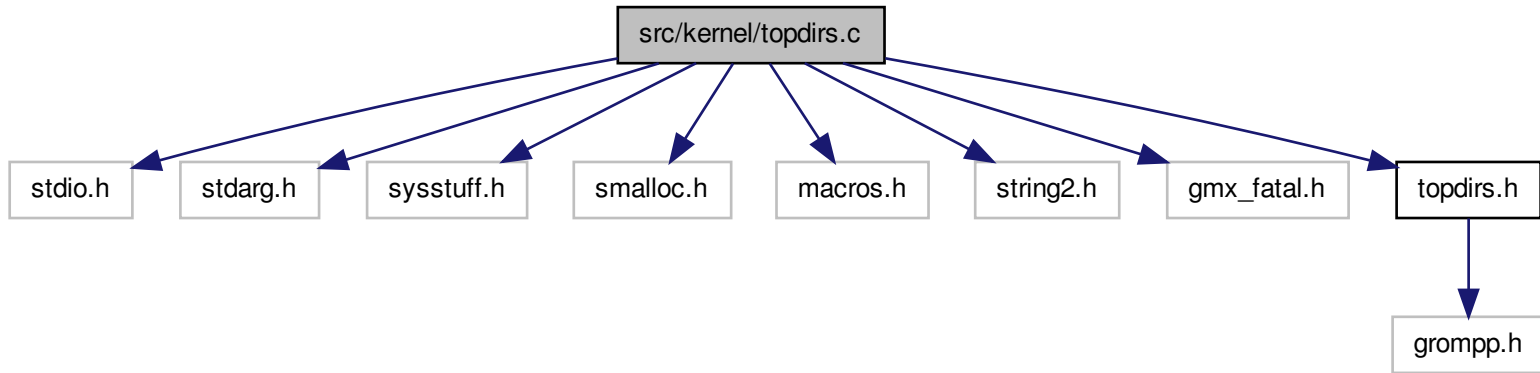 src/kernel/topdirs.c
stdio.h
stdarg.h
sysstuff.h
smalloc.h
macros.h
string2.h
gmx_fatal.h
topdirs.h
grompp.h